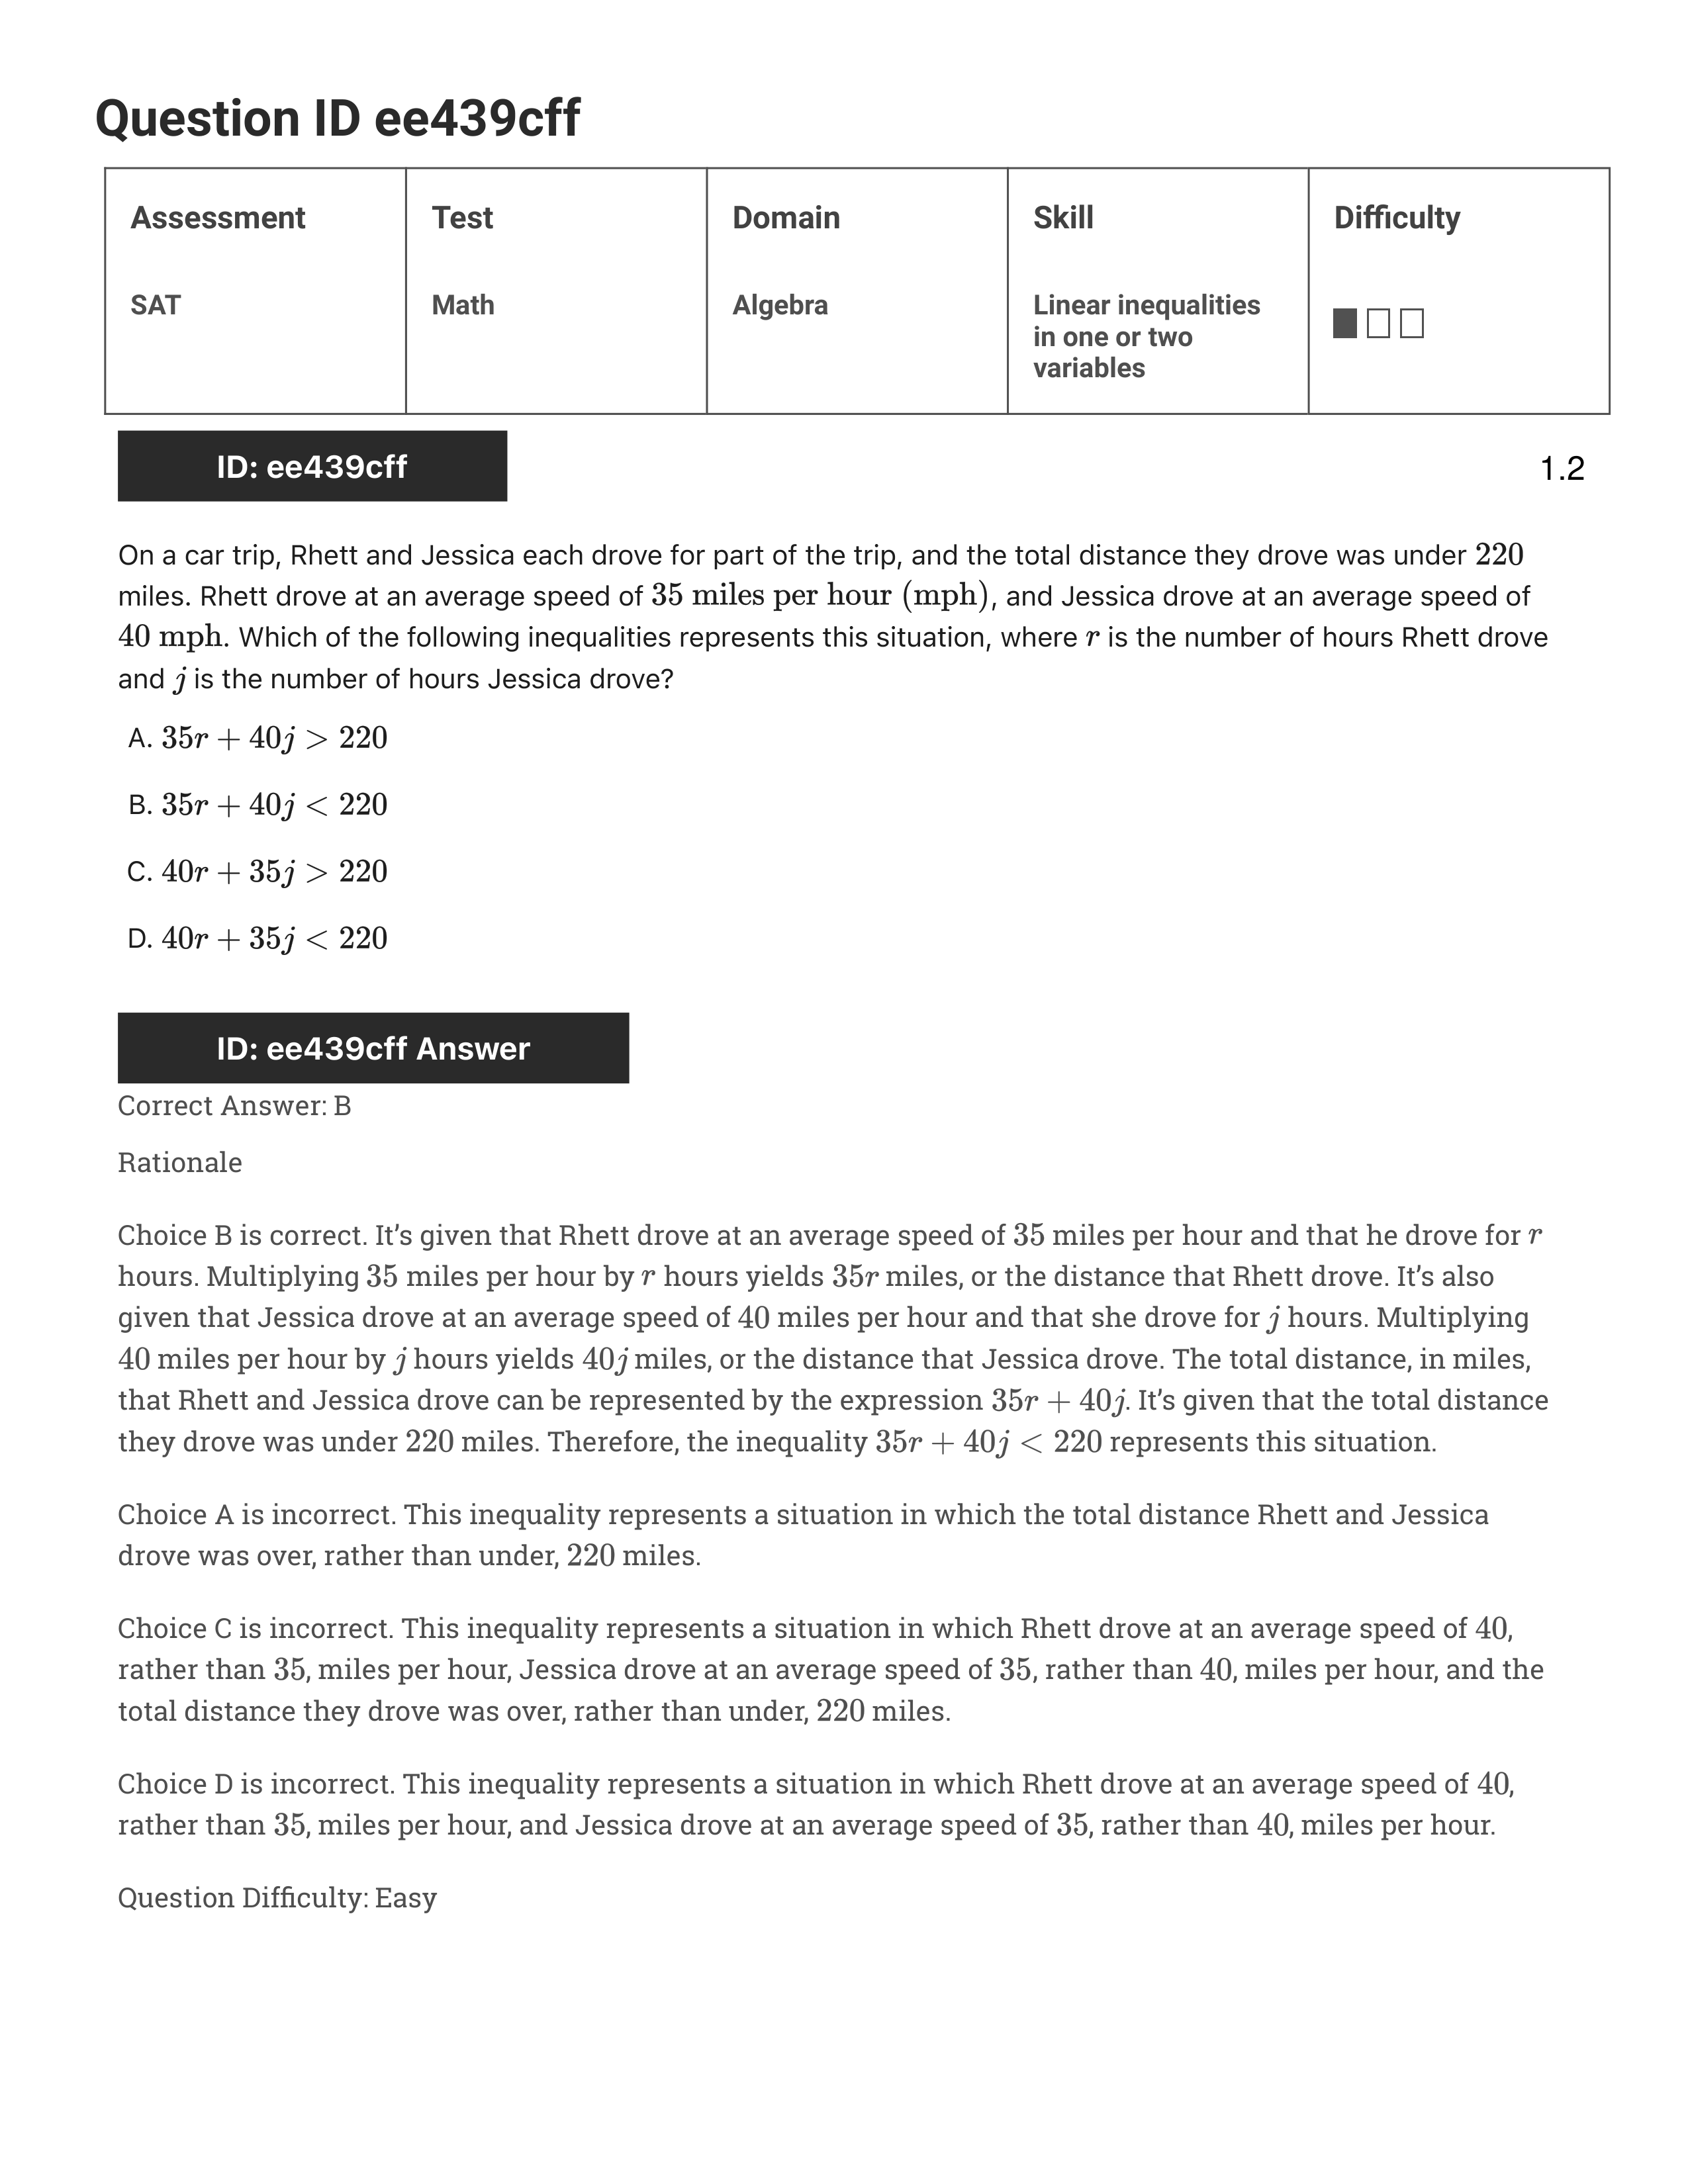 Question ID ee439cff
Assessment Test Domain Skill Difficulty
SAT Math Algebra Linear inequalities
in one or two
variables
ID: ee439cff 1.2
On a car trip, Rhett and Jessica each drove for part of the trip, and the total distance they drove was under 220
miles. Rhett drove at an average speed of 35 miles per hour (mph), and Jessica drove at an average speed of
40 mph. Which of the following inequalities represents this situation, where r is the number of hours Rhett drove
and j is the number of hours Jessica drove?
A. 35r + 40j > 220
B. 35r + 40j < 220
C. 40r + 35j > 220
D. 40r + 35j < 220
ID: ee439cff Answer
Correct Answer: B
Rationale
Choice B is correct. It’s given that Rhett drove at an average speed of 35 miles per hour and that he drove for r
hours. Multiplying 35 miles per hour by r hours yields 35r miles, or the distance that Rhett drove. It’s also
given that Jessica drove at an average speed of 40 miles per hour and that she drove for j hours. Multiplying
40 miles per hour by j hours yields 40j miles, or the distance that Jessica drove. The total distance, in miles,
that Rhett and Jessica drove can be represented by the expression 35r + 40j. It’s given that the total distance
they drove was under 220 miles. Therefore, the inequality 35r + 40j < 220 represents this situation.
Choice A is incorrect. This inequality represents a situation in which the total distance Rhett and Jessica
drove was over, rather than under, 220 miles.
Choice C is incorrect. This inequality represents a situation in which Rhett drove at an average speed of 40,
rather than 35, miles per hour, Jessica drove at an average speed of 35, rather than 40, miles per hour, and the
total distance they drove was over, rather than under, 220 miles.
Choice D is incorrect. This inequality represents a situation in which Rhett drove at an average speed of 40,
rather than 35, miles per hour, and Jessica drove at an average speed of 35, rather than 40, miles per hour.
Question Difficulty: Easy